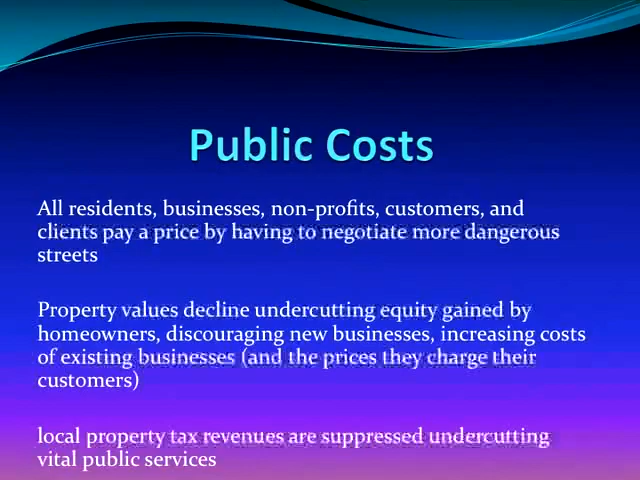 Public Costs
All residents, businesses, non-profits, customers, and
clients pay a price by having to negotiate more dangerous
streets
Property values decline undercutting equity gained by
homeowners, discouraging new businesses, increasing costs
of existing businesses (and the prices they charge their
customers)
local property tax revenues are suppressed undercutting
vital public services